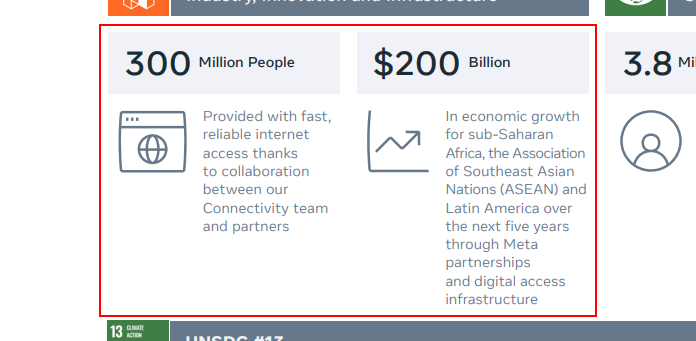 Industry, Innovation and Infrastructure
300 Million People
Provided with fast,
reliable internet
access thanks
to collaboration
between our
Connectivity team
and partners
$200 Billion
In economic growth
for sub-Saharan
Africa, the Association
of Southeast Asian
Nations (ASEAN) and
Latin America over
the next five years
through Meta
partnerships
and digital access
infrastructure
3.8
13 CLIMATE
ACTION
UNSDG #13